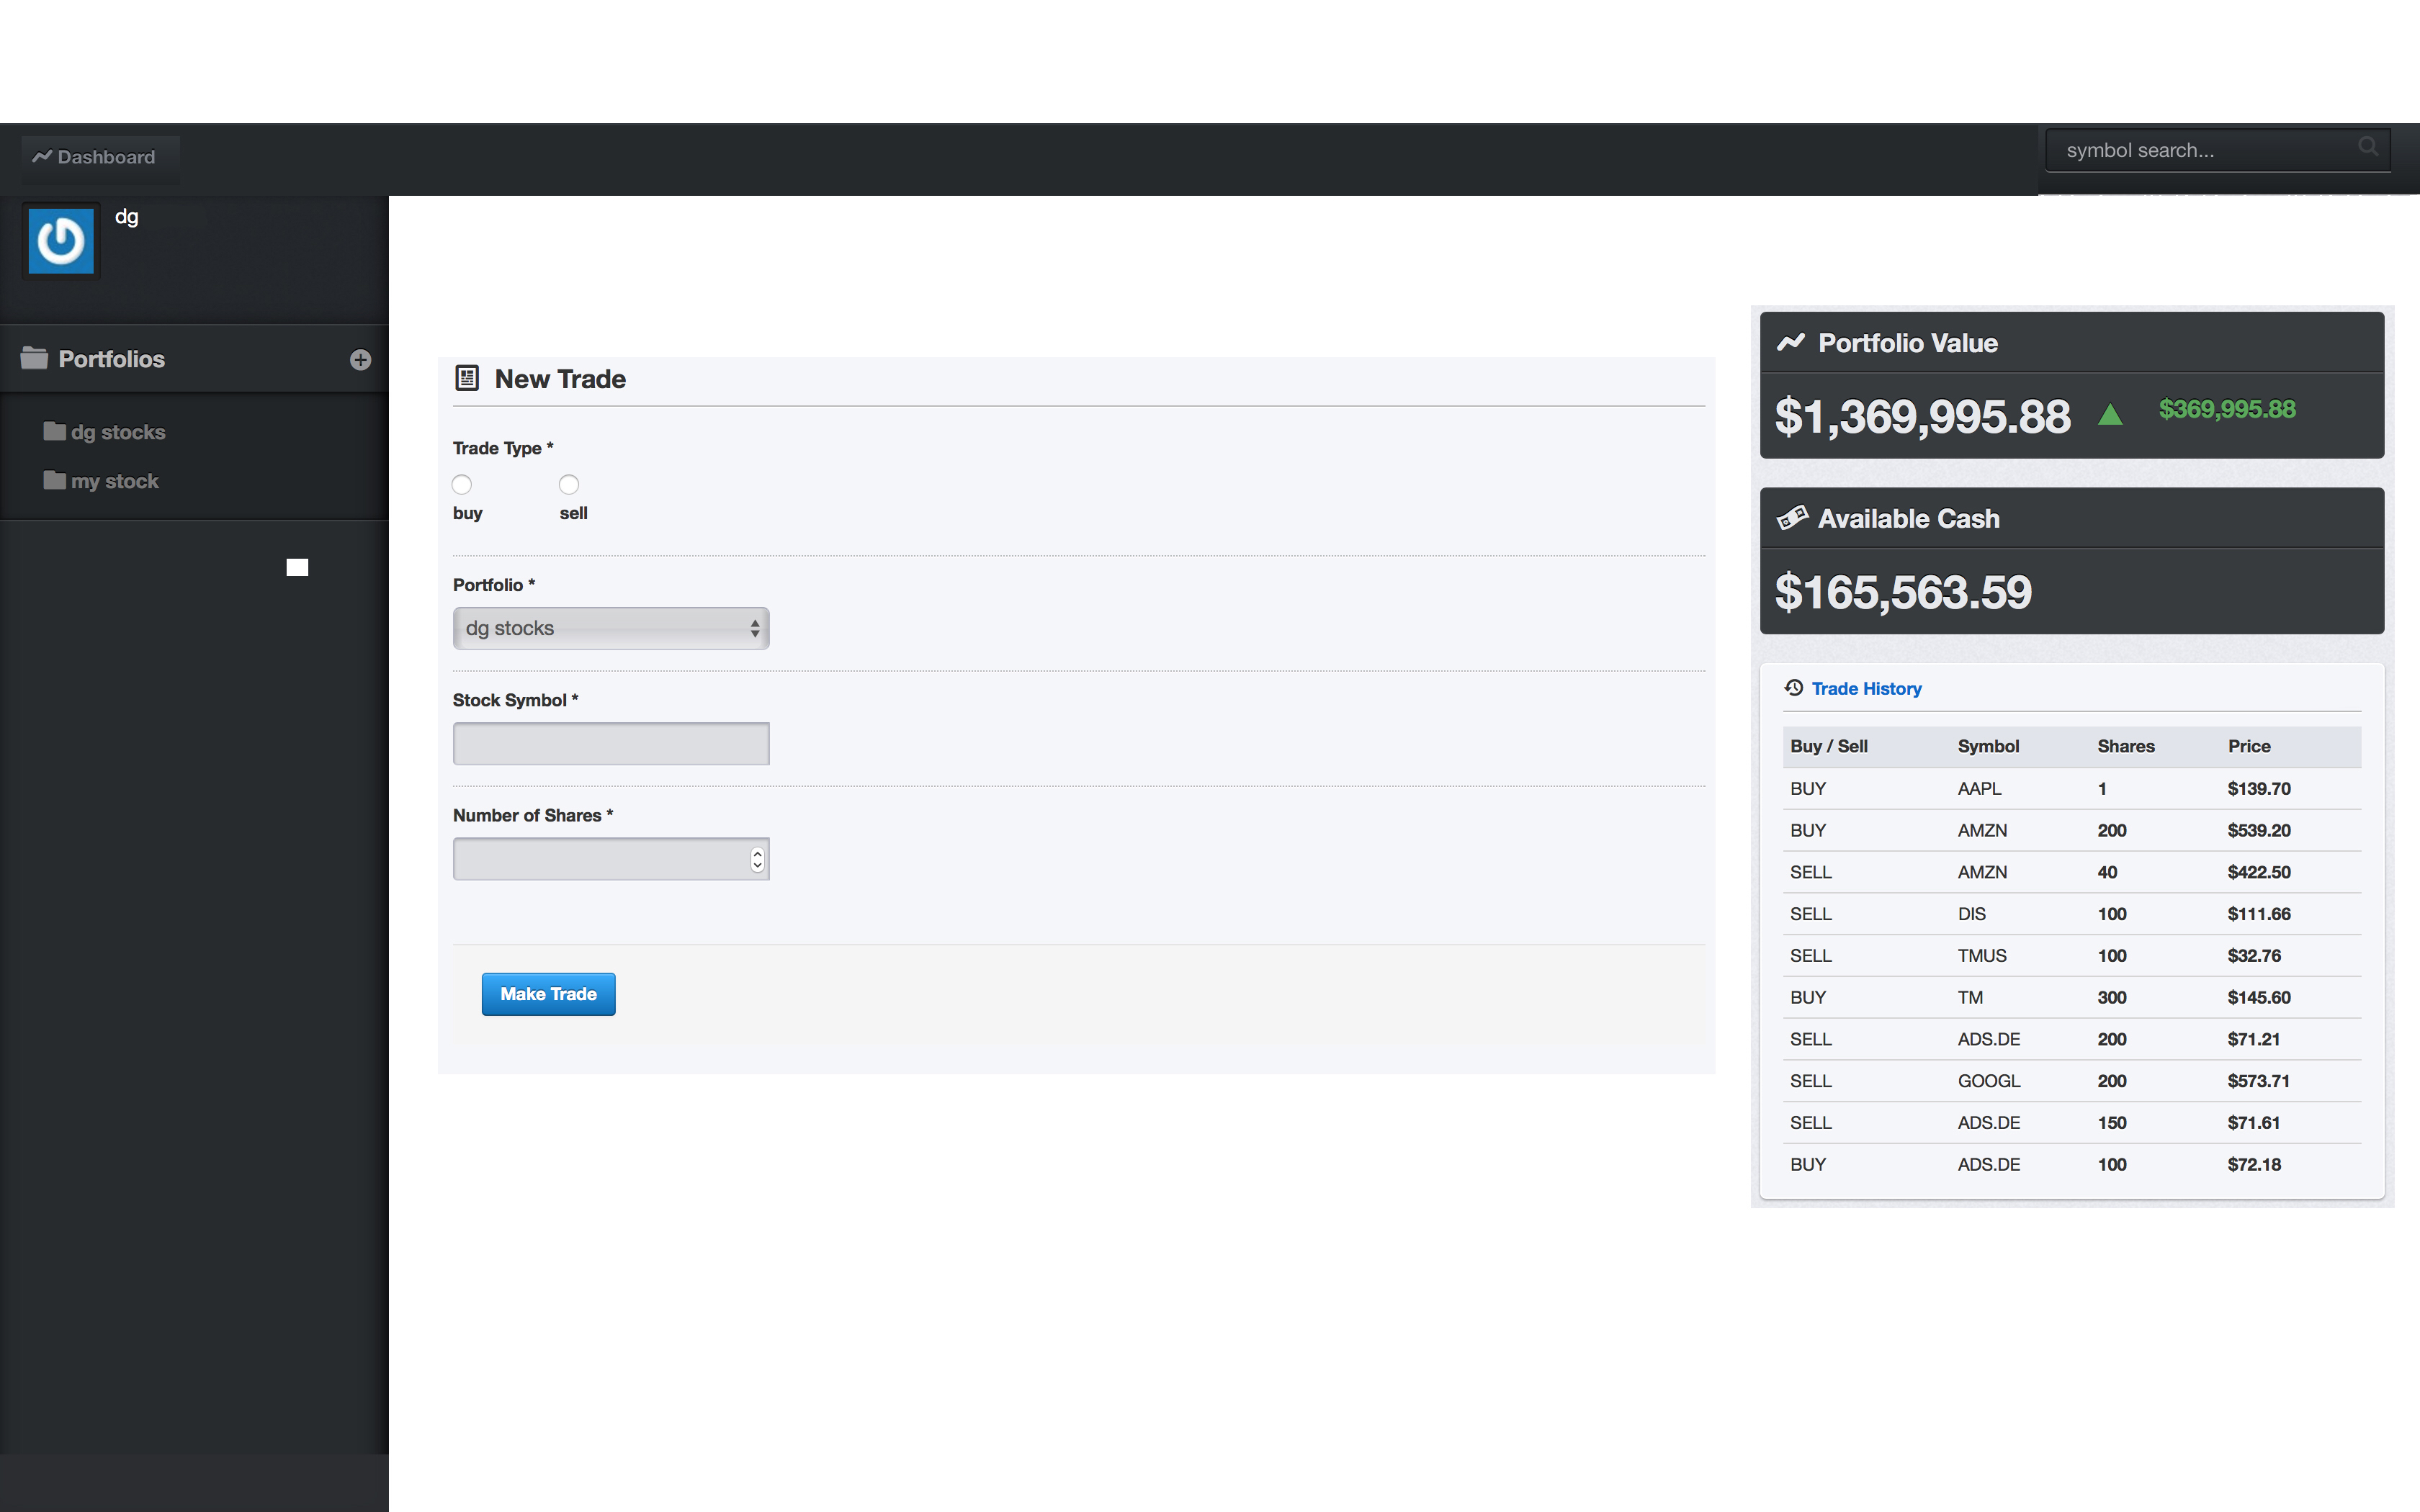 Dashboard
symbol search...
dg
Portfolios
dg stocks
my stock
New Trade
Trade Type *
buy sell
Portfolio *
dg stocks
Stock Symbol *
Number of Shares *
Make Trade
Portfolio Value
$1,369,995.88 $369,995.88
Available Cash
$165,563.59
Trade History
Buy / Sell Symbol Shares Price
BUY AAPL 1 $139.70
BUY AMZN 200 $539.20
SELL AMZN 40 $422.50
SELL DIS 100 $111.66
SELL TMUS 100 $32.76
BUY TM 300 $145.60
SELL ADS.DE 200 $71.21
SELL GOOGL 200 $573.71
SELL ADS.DE 150 $71.61
BUY ADS.DE 100 $72.18